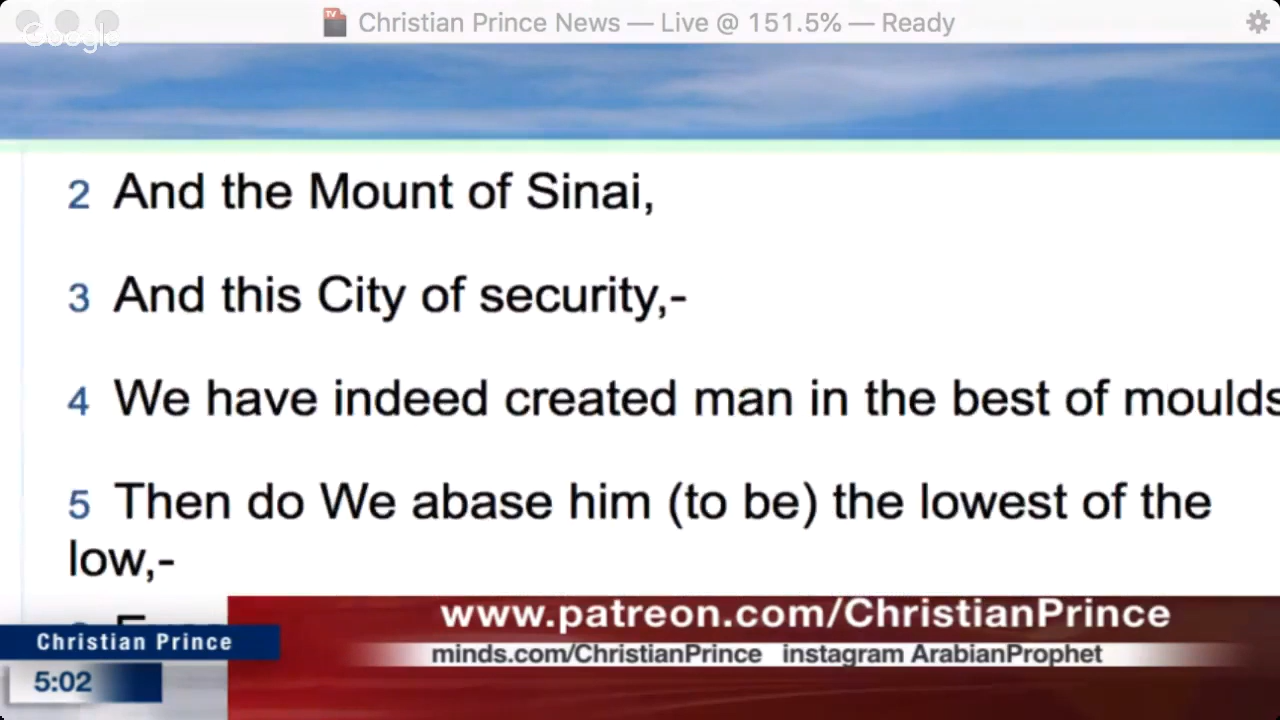 Christian Prince News — Live @ 151.5% — Ready
Google
2 And the Mount of Sinai,
3 And this City of security,-
4 We have indeed created man in the best of moulds
5 Then do We abase him (to be) the lowest of the
low,-
www.patreon.com/ChristianPrince
Christian Prince
minds.com/ChristianPrince instagram ArabianProphet
5:02